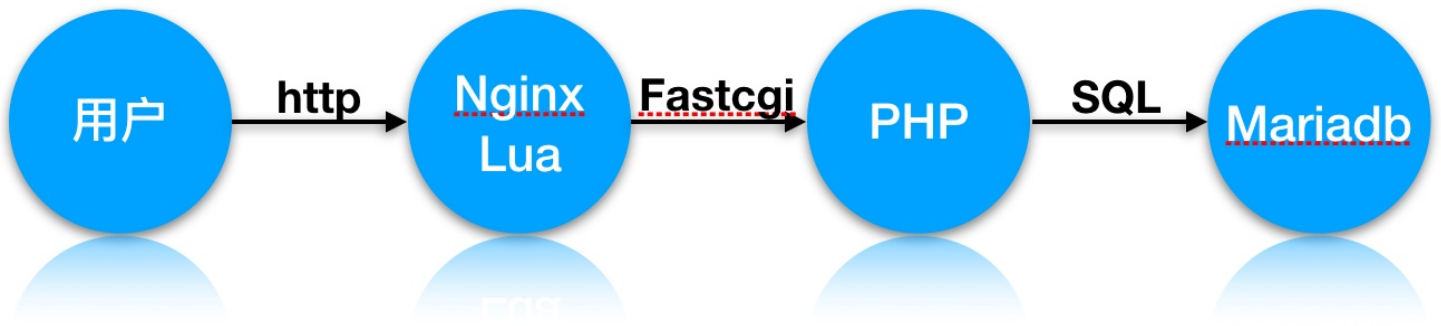 用户
http
Nginx
Lua
Fastcgi
PHP
SQL
Mariadb